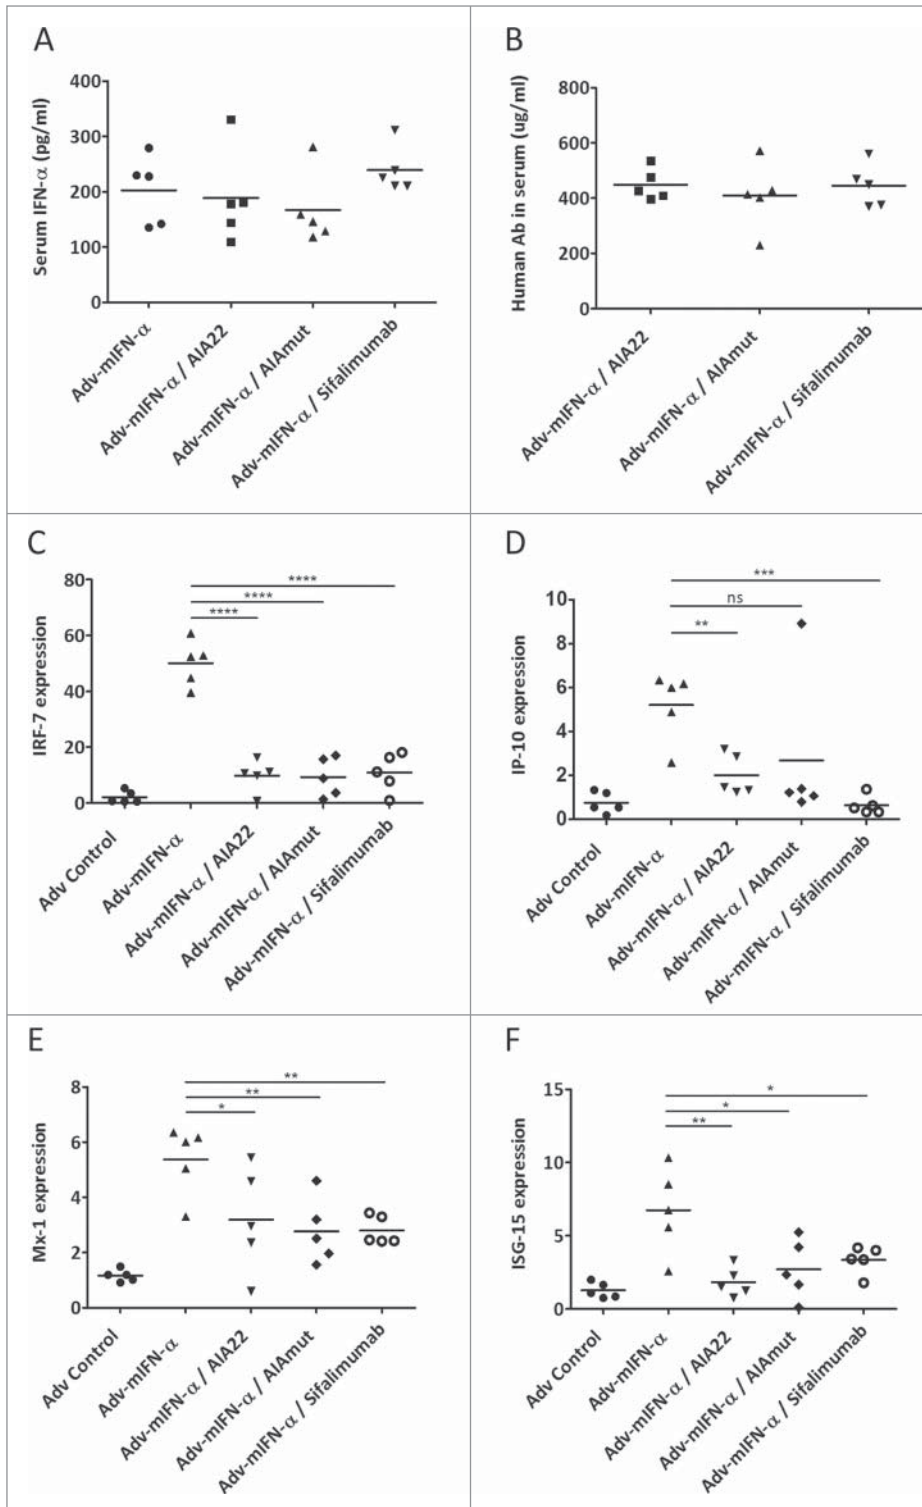 A
Serum IFN-α (pg/ml)
400
300
200
100
0
Adv-mIFN-α
Adv-mIFN-α / AIA22
Adv-mIFN-α / AIAmut
Adv-mIFN-α / Sifalimumab
B
Human Ab in serum (ug/ml)
800
600
400
200
0
Adv-mIFN-α / AIA22
Adv-mIFN-α / AIAmut
Adv-mIFN-α / Sifalimumab
C
IRF-7 expression
80
60
40
20
0
****
****
****
Adv Control
Adv-mIFN-α
Adv-mIFN-α / AIA22
Adv-mIFN-α / AIAmut
Adv-mIFN-α / Sifalimumab
D
IP-10 expression
10
8
6
4
2
0
***
ns
**
Adv Control
Adv-mIFN-α
Adv-mIFN-α / AIA22
Adv-mIFN-α / AIAmut
Adv-mIFN-α / Sifalimumab
E
Mx-1 expression
8
6
4
2
0
**
**
*
Adv Control
Adv-mIFN-α
Adv-mIFN-α / AIA22
Adv-mIFN-α / AIAmut
Adv-mIFN-α / Sifalimumab
F
ISG-15 expression
15
10
5
0
*
*
**
Adv Control
Adv-mIFN-α
Adv-mIFN-α / AIA22
Adv-mIFN-α / AIAmut
Adv-mIFN-α / Sifalimumab